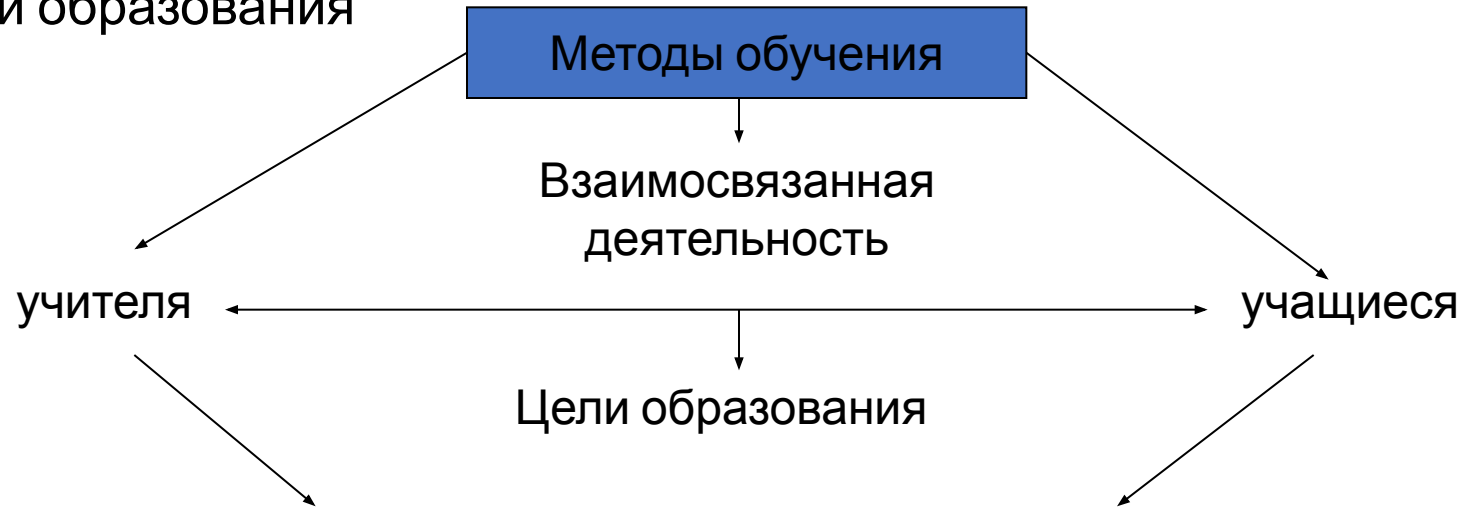 и образования
Методы обучения
Взаимосвязанная
деятельность
учителя
учащиеся
Цели образования